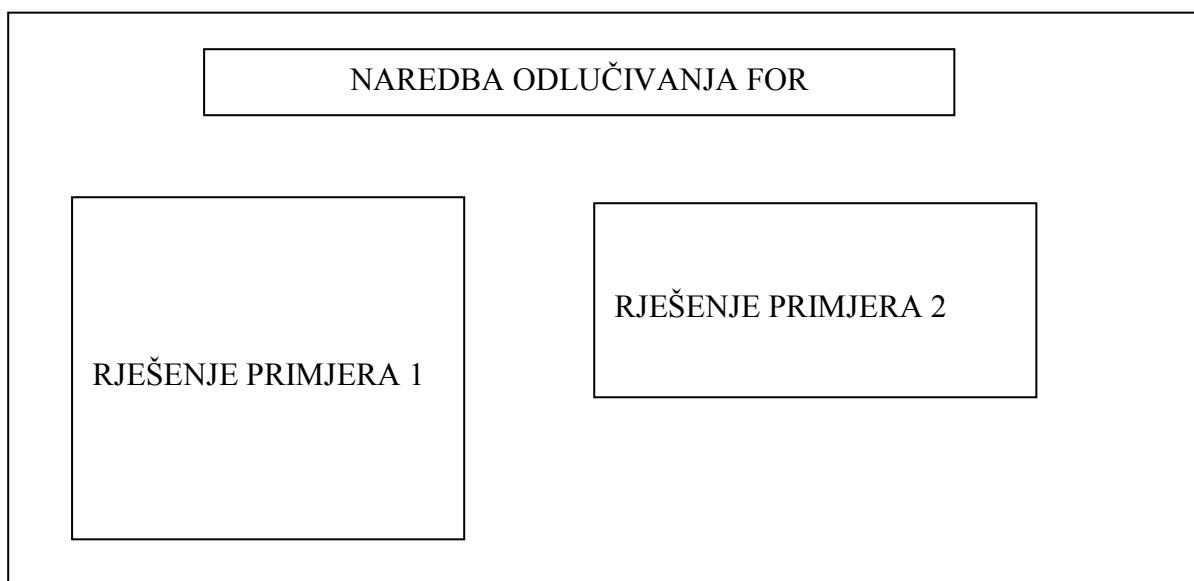 NAREDBA ODLUČIVANJA FOR
RJEŠENJE PRIMJERA 1
RJEŠENJE PRIMJERA 2